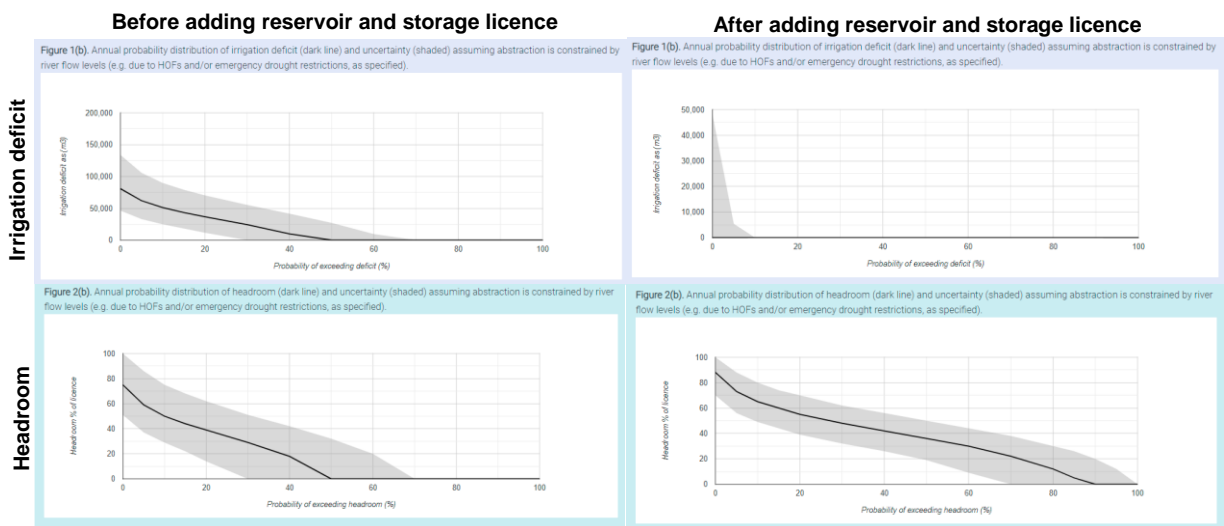 Before adding reservoir and storage licence
After adding reservoir and storage licence
Irrigation deficit
Figure 1(b). Annual probability distribution of irrigation deficit (dark line) and uncertainty (shaded) assuming abstraction is constrained by
river flow levels (e.g. due to HOFs and/or emergency drought restrictions, as specified).
Irrigation deficit as (m3)
200,000
150,000
100,000
50,000
0
0 20 40 60 80 100
Probability of exceeding deficit (%)
Figure 1(b). Annual probability distribution of irrigation deficit (dark line) and uncertainty (shaded) assuming abstraction is constrained by
river flow levels (e.g. due to HOFs and/or emergency drought restrictions, as specified).
Irrigation deficit as (m3)
50,000
40,000
30,000
20,000
10,000
0
0 20 40 60 80 100
Probability of exceeding deficit (%)
Headroom
Figure 2(b). Annual probability distribution of headroom (dark line) and uncertainty (shaded) assuming abstraction is constrained by river
flow levels (e.g. due to HOFs and/or emergency drought restrictions, as specified).
Headroom % of licence
100
80
60
40
20
0
0 20 40 60 80 100
Probability of exceeding headroom (%)
Figure 2(b). Annual probability distribution of headroom (dark line) and uncertainty (shaded) assuming abstraction is constrained by river
flow levels (e.g. due to HOFs and/or emergency drought restrictions, as specified).
Headroom % of licence
100
80
60
40
20
0
0 20 40 60 80 100
Probability of exceeding headroom (%)